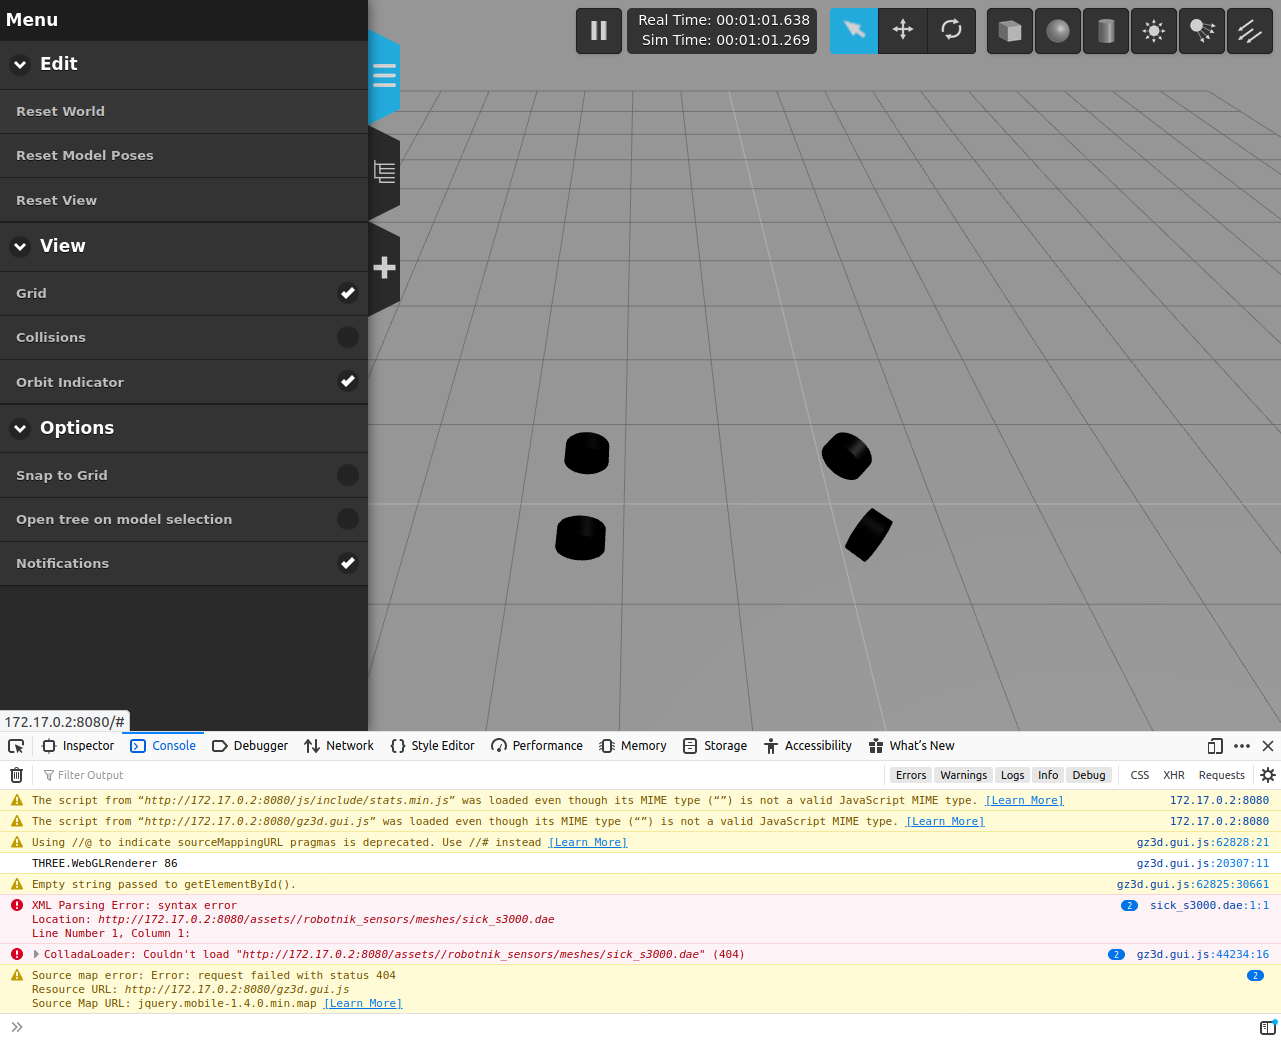 Menu
Edit
Reset World
Reset Model Poses
Reset View
View
Grid
Collisions
Orbit Indicator
Options
Snap to Grid
Open tree on model selection
Notifications
Real Time: 00:01:01.638
Sim Time: 00:01:01.269
172.17.0.2:8080/#
Inspector Console Debugger Network Style Editor Performance Memory Storage Accessibility What's New
Filter Output Errors Warnings Logs Info Debug CSS XHR Requests
The script from “http://172.17.0.2:8080/js/include/stats.min.js” was loaded even though its MIME type (“”) is not a valid JavaScript MIME type. [Learn More] 172.17.0.2:8080
The script from “http://172.17.0.2:8080/gz3d.gui.js” was loaded even though its MIME type (“”) is not a valid JavaScript MIME type. [Learn More] 172.17.0.2:8080
Using //@ to indicate sourceMappingURL pragmas is deprecated. Use //# instead [Learn More] gz3d.gui.js:62828:21
THREE.WebGLRenderer 86 gz3d.gui.js:20307:11
Empty string passed to getElementById(). gz3d.gui.js:62825:30661
XML Parsing Error: syntax error 2 sick_s3000.dae:1:1
Location: http://172.17.0.2:8080/assets//robotnik_sensors/meshes/sick_s3000.dae
Line Number 1, Column 1:
ColladaLoader: Couldn't load "http://172.17.0.2:8080/assets//robotnik_sensors/meshes/sick_s3000.dae" (404) 2 gz3d.gui.js:44234:16
Source map error: Error: request failed with status 404 2
Resource URL: http://172.17.0.2:8080/gz3d.gui.js
Source Map URL: jquery.mobile-1.4.0.min.map [Learn More]